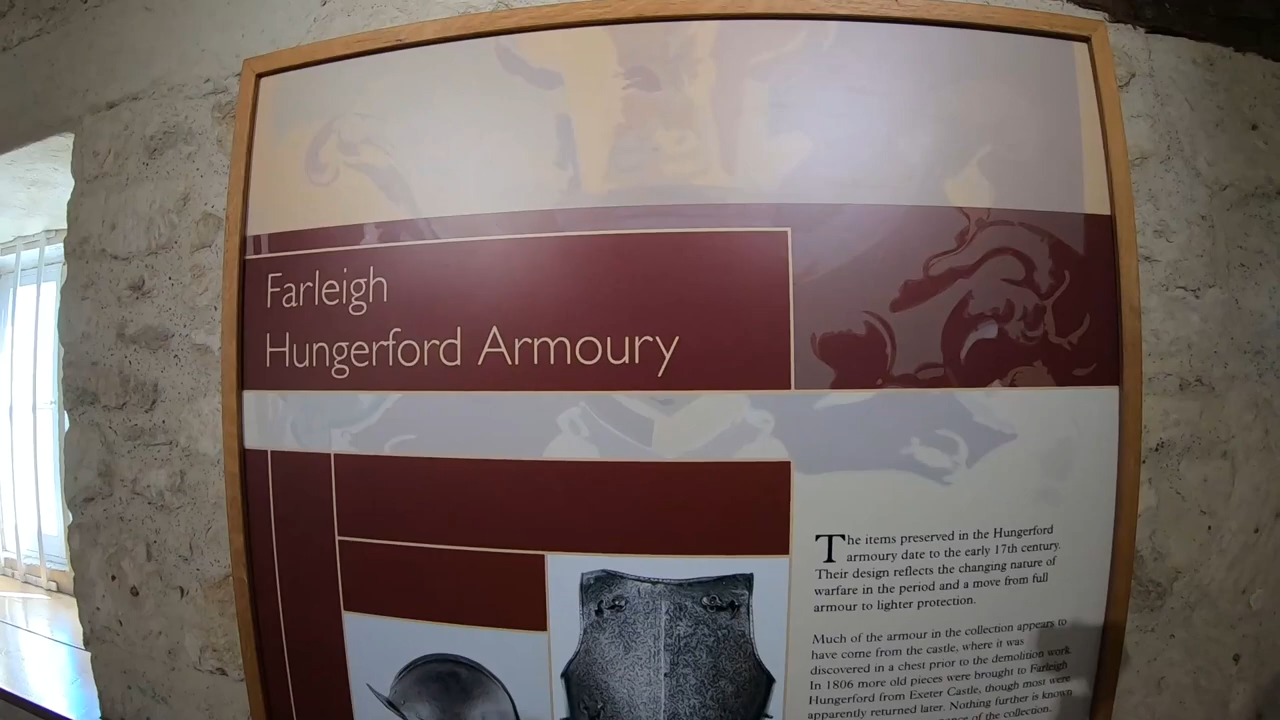 Farleigh
Hungerford Armoury
The items preserved in the Hungerford
armoury date to the early 17th century.
Their design reflects the changing nature of
warfare in the period and a move from full
armour to lighter protection.
Much of the armour in the collection appears to
have come from the castle, where it was
discovered in a chest prior to the demolition work.
In 1806 more old pieces were brought to Farleigh
Hungerford from Exeter Castle, though most were
apparently returned later. Nothing further is known
of the collection.